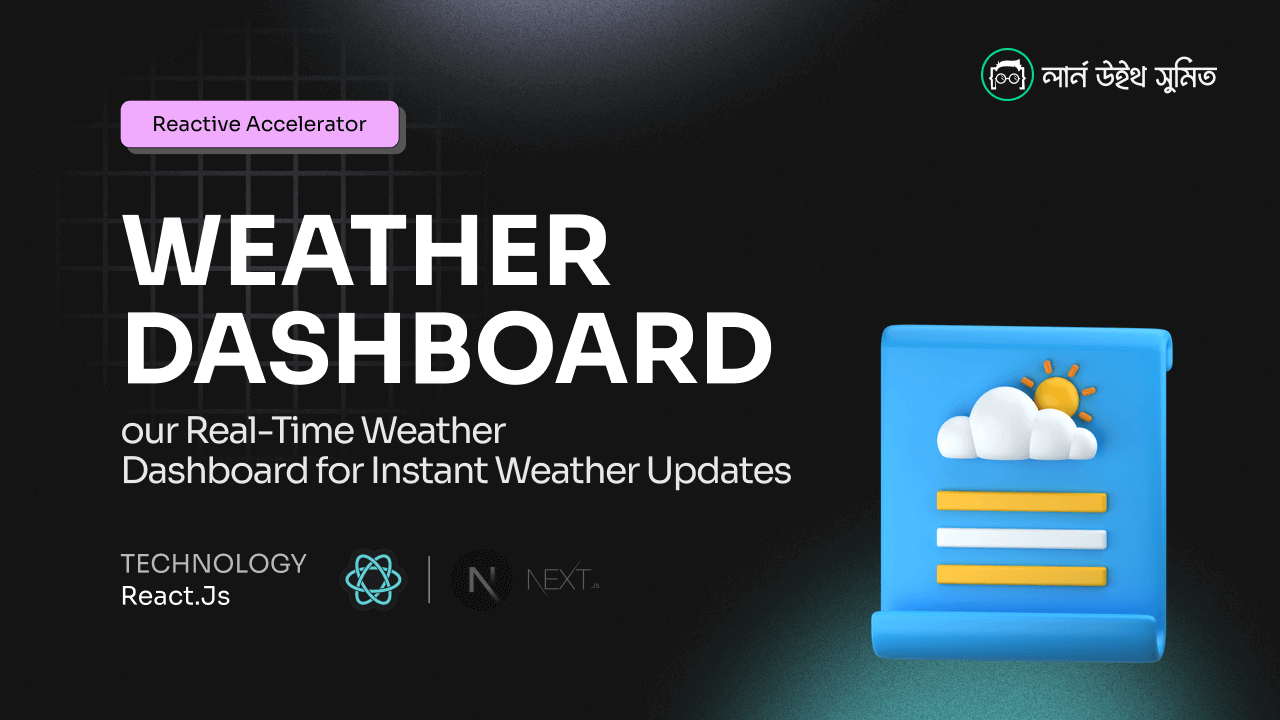 লার্ন উইথ সুমিত
Reactive Accelerator
WEATHER
DASHBOARD
our Real-Time Weather
Dashboard for Instant Weather Updates
TECHNOLOGY
React.Js
N
NEXT.JS